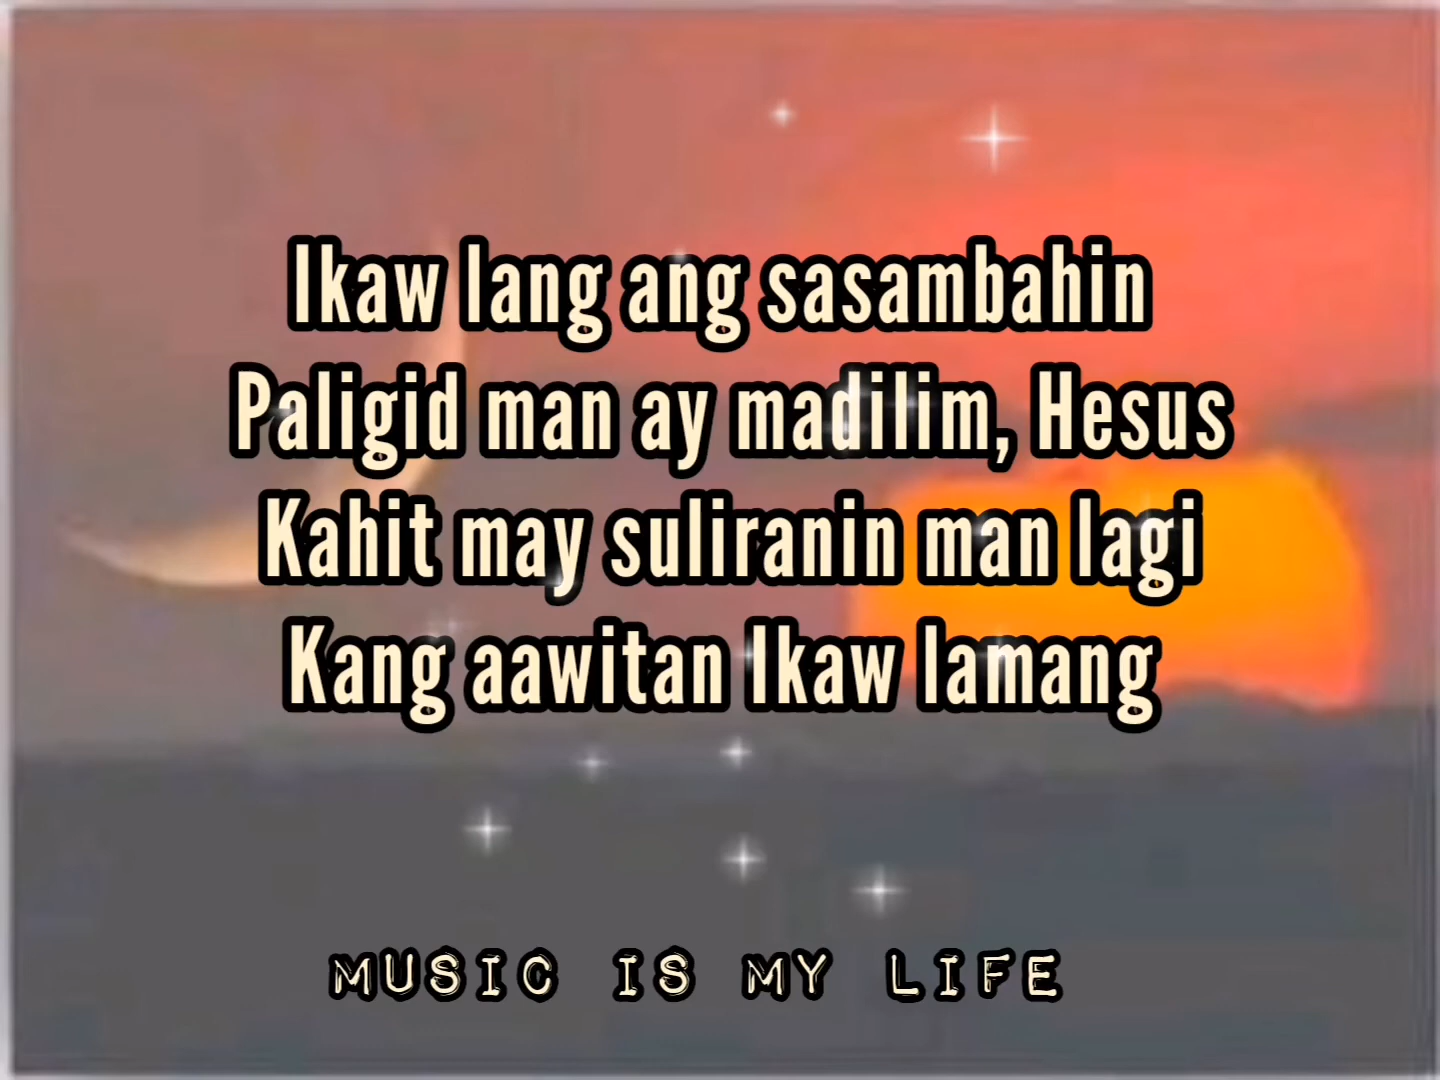 Ikaw lang ang sasambahin
Paligid man ay madilim, Hesus
Kahit may suliranin man lagi
Kang aawitan Ikaw lamang
MUSIC IS MY LIFE